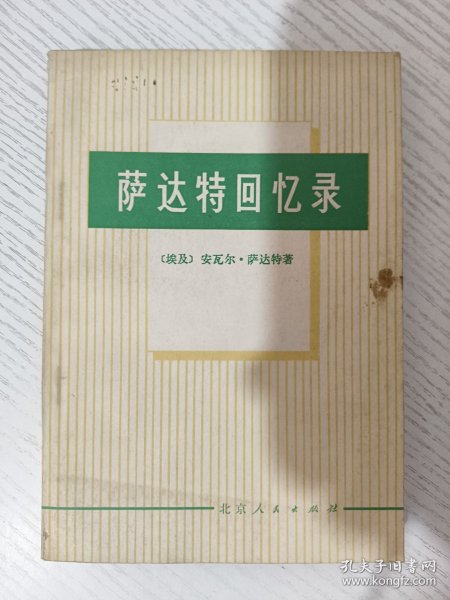 萨达特回忆录
〔埃及〕安瓦尔·萨达特著
北京人民出版社
孔夫子旧书网
www.kongfz.com